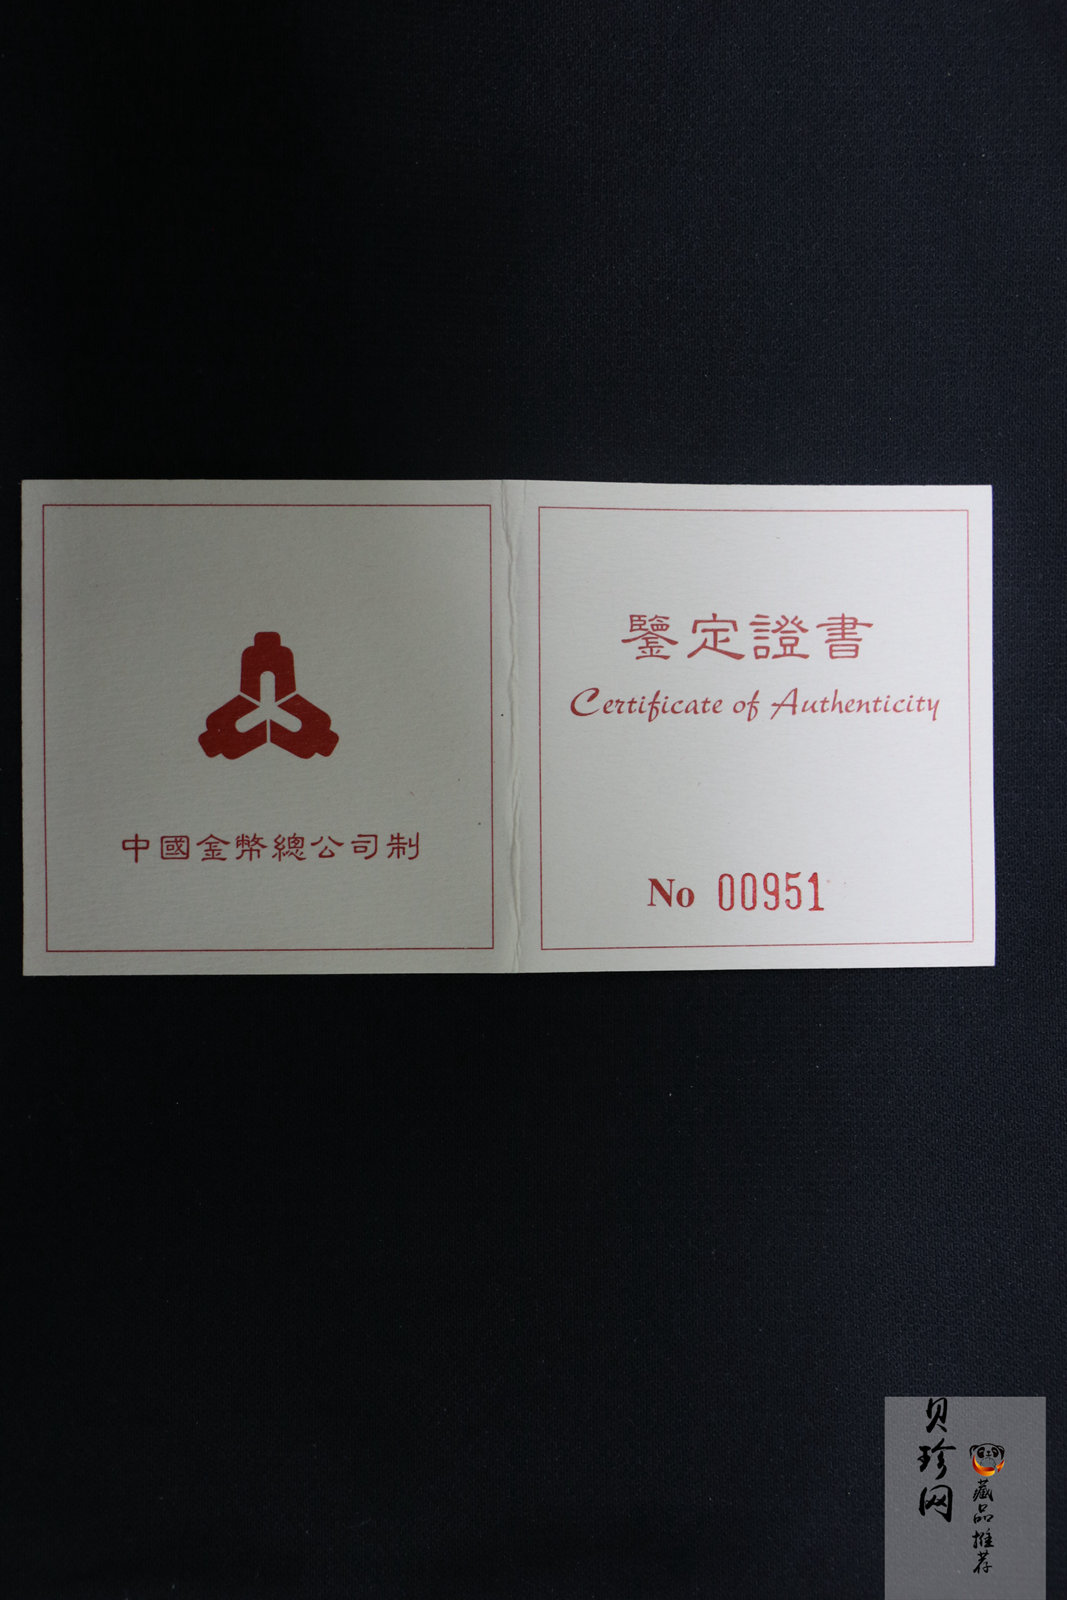 中國金幣總公司制
鑒定證書
Certificate of Authenticity
No 00951
贝珍网
藏品推荐